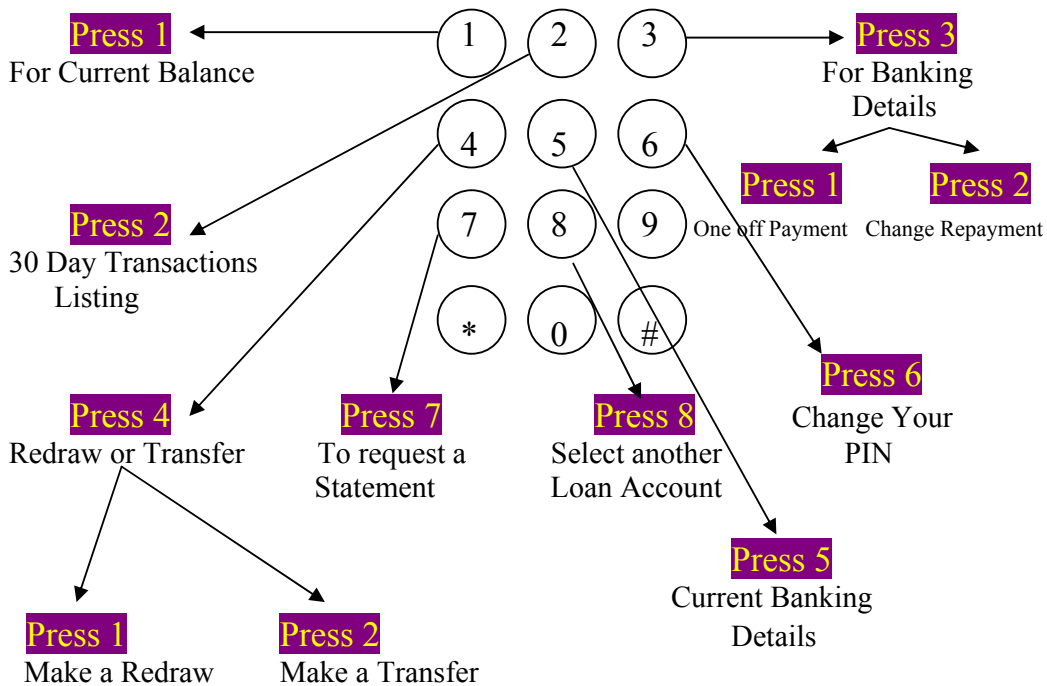 Press 1
For Current Balance
1
2
3
4
5
6
7
8
9
*
0
#
Press 3
For Banking
Details
Press 1
One off Payment
Press 2
Change Repayment
Press 2
30 Day Transactions
Listing
Press 6
Change Your
PIN
Press 4
Redraw or Transfer
Press 7
To request a
Statement
Press 8
Select another
Loan Account
Press 5
Current Banking
Details
Press 1
Make a Redraw
Press 2
Make a Transfer